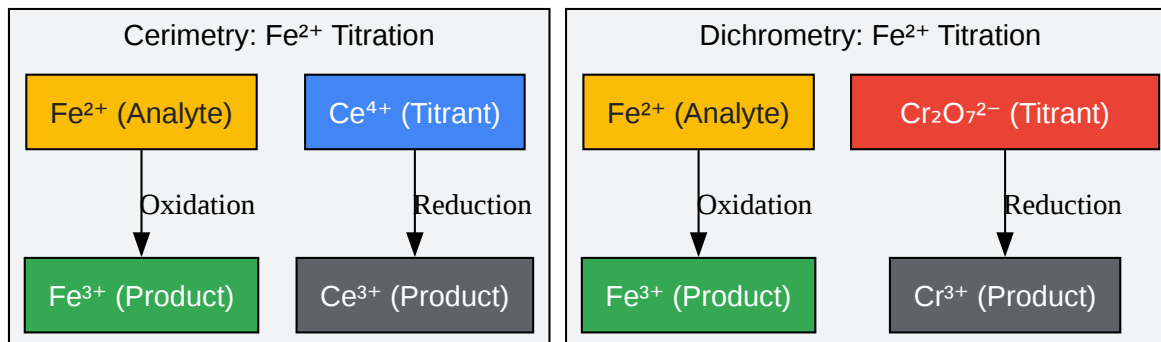 Cerimetry: Fe²⁺ Titration
Fe²⁺ (Analyte)
Ce⁴⁺ (Titrant)
Oxidation
Reduction
Fe³⁺ (Product)
Ce³⁺ (Product)
Dichrometry: Fe²⁺ Titration
Fe²⁺ (Analyte)
Cr₂O₇²⁻ (Titrant)
Oxidation
Reduction
Fe³⁺ (Product)
Cr³⁺ (Product)